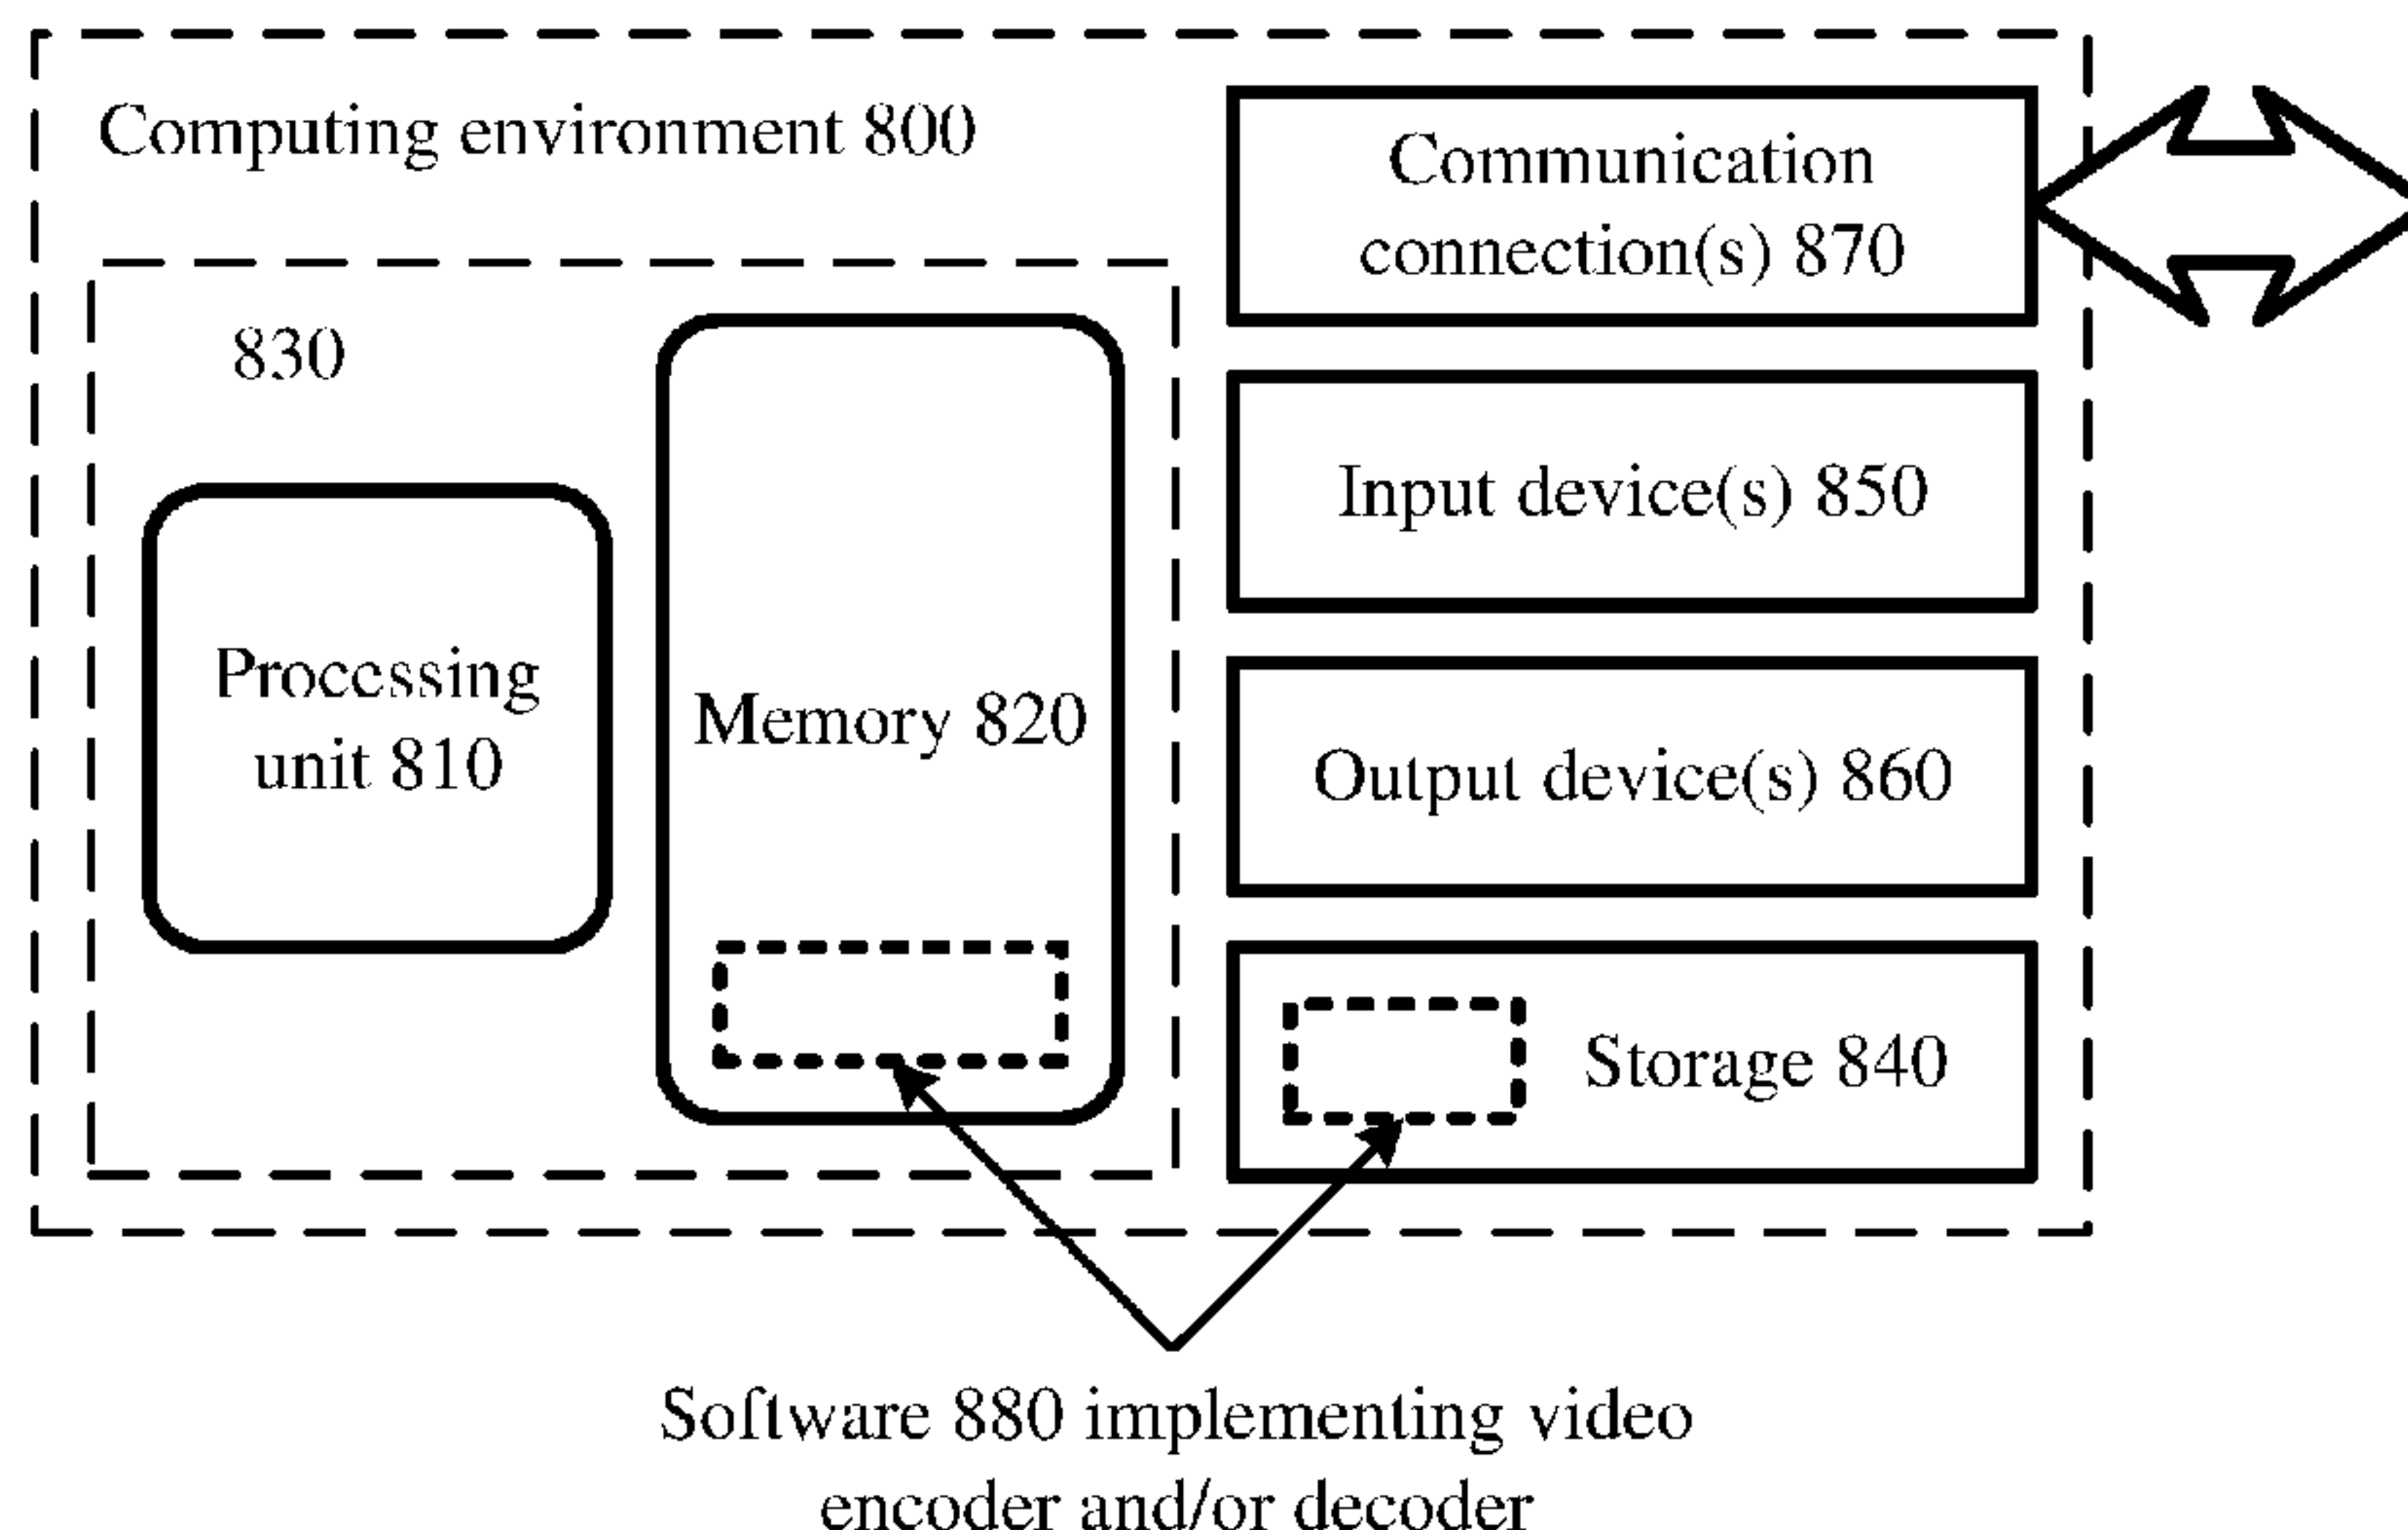 Computing environment 800
Communication
connection(s) 870
830
Input device(s) 850
Processing
unit 810
Memory 820
Output device(s) 860
Storage 840
Software 880 implementing video
encoder and/or decoder